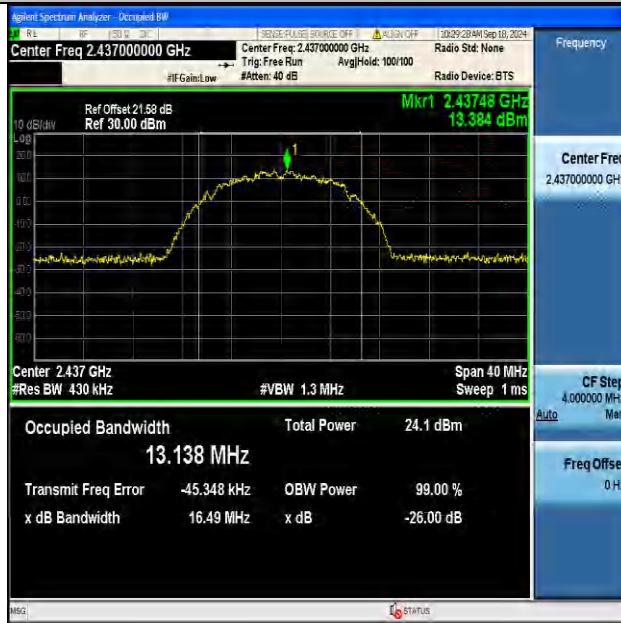 Agilent Spectrum Analyzer - Occupied BW
RL RF 50 Ω DC SENSE:PULSE SOURCE OFF ALIGN OFF 10:29:28 AM Sep 18, 2024
Center Freq 2.437000000 GHz
Center Freq: 2.437000000 GHz
Radio Std: None
Trig: Free Run Avg|Hold: 100/100
#IFGain:Low
#Atten: 40 dB
Radio Device: BTS
Ref Offset 21.58 dB
Mkr1 2.43748 GHz
10 dB/div
Ref 30.00 dBm
13.384 dBm
Log
20.0
10.0
0.00
-10.0
-20.0
-30.0
-40.0
-50.0
-60.0
1
Center 2.437 GHz
Span 40 MHz
#Res BW 430 kHz
#VBW 1.3 MHz
Sweep 1 ms
Occupied Bandwidth
Total Power 24.1 dBm
13.138 MHz
Transmit Freq Error -45.348 kHz
OBW Power 99.00 %
x dB Bandwidth 16.49 MHz
x dB -26.00 dB
MSG
STATUS
Frequency
Center Freq
2.437000000 GH
CF Step
4.000000 MH
Auto Ma
Freq Offse
0 H